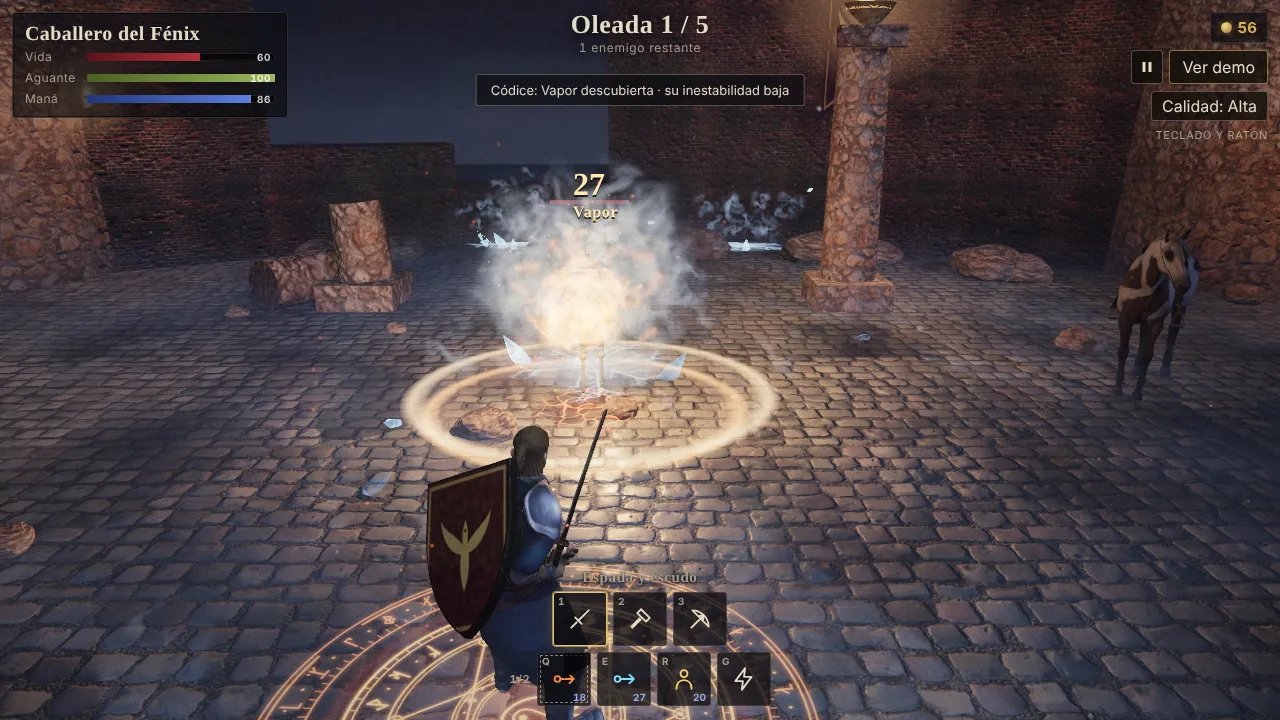 Caballero del Fénix
Vida 60
Aguante 100
Maná 86
Oleada 1 / 5
1 enemigo restante
Códice: Vapor descubierta · su inestabilidad baja
56
Ver demo
Calidad: Alta
TECLADO Y RATÓN
27
Vapor
Espada y escudo
1 2 3
1/2
Q E R G
18 27 20